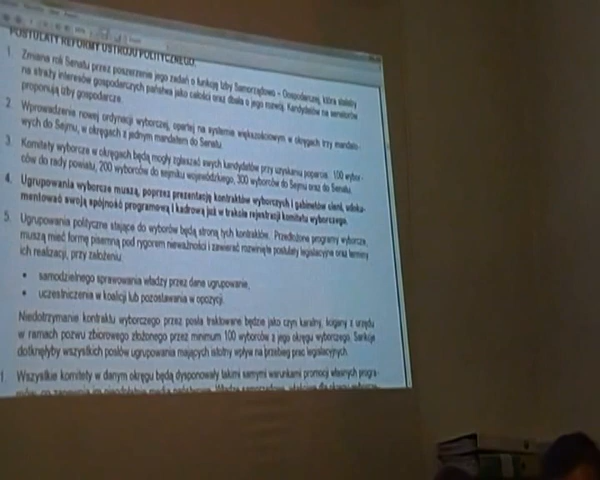 POSTULATY REFORMY USTROJU POLITYCZNEGO:
1. Zmiana roli Senatu przez poszerzenie jego zadań o funkcję Izby Samorządowo - Gospodarczej, która stałaby
na straży interesów gospodarczych państwa jako całości oraz dbała o jego rozwój. Kandydatów na senatorów
proponują izby gospodarcze.
2. Wprowadzenie nowej ordynacji wyborczej, opartej na systemie większościowym w okręgach trzy mandato-
wych do Sejmu, w okręgach z jednym mandatem do Senatu.
3. Komitety wyborcze w okręgach będą mogły zgłaszać swych kandydatów przy uzyskaniu poparcia: 100 wybor-
ców do rady powiatu, 200 wyborców do sejmiku wojewódzkiego, 300 wyborców do Sejmu oraz do Senatu.
4. Ugrupowania wyborcze muszą, poprzez prezentację kontraktów wyborczych i gabinetów cieni, udoku-
mentować swoją spójność programową i kadrową już w trakcie rejestracji komitetu wyborczego.
5. Ugrupowania polityczne stające do wyborów będą stroną tych kontraktów. Przedłożone programy wyborcze,
muszą mieć formę pisemną pod rygorem nieważności i zawierać rozwinięte postulaty legislacyjne oraz terminy
ich realizacji, przy założeniu:
• samodzielnego sprawowania władzy przez dane ugrupowanie,
• uczestniczenia w koalicji lub pozostawania w opozycji.
Niedotrzymanie kontraktu wyborczego przez posła traktowane będzie jako czyn karalny, ścigany z urzędu
w ramach pozwu zbiorowego złożonego przez minimum 100 wyborców z jego okręgu wyborczego. Sankcje
dotknęłyby wszystkich posłów ugrupowania mających istotny wpływ na przebieg prac legislacyjnych.
1. Wszystkie komitety w danym okręgu będą dysponowały takimi samymi warunkami promocji własnych progra-